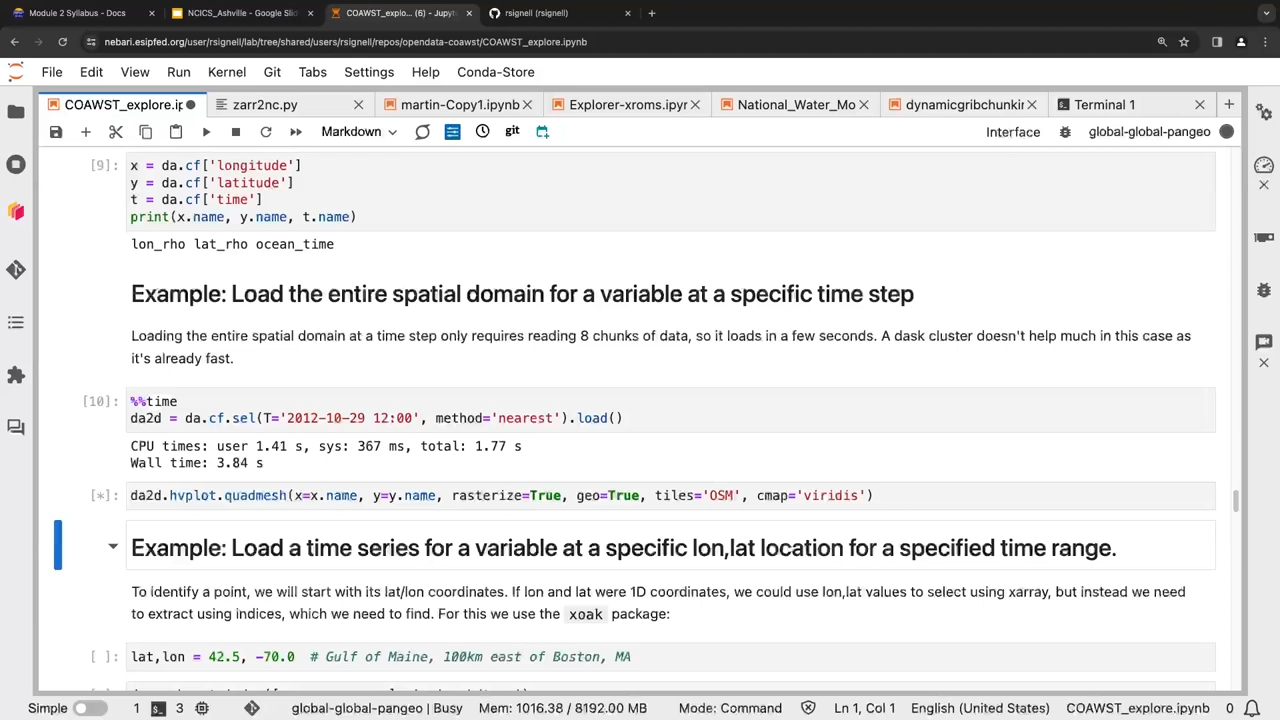 Module 2 Syllabus - Docs
NCICS_Ashville - Google Slid
COAWST_explo... (6) - Jupyte
rsignell (rsignell)
nebari.esipfed.org/user/rsignell/lab/tree/shared/users/rsignell/repos/opendata-coawst/COAWST_explore.ipynb
File Edit View Run Kernel Git Tabs Settings Help Conda-Store
COAWST_explore.ip
zarr2nc.py
martin-Copy1.ipynb
Explorer-xroms.ipyr
National_Water_Mo
dynamicgribchunkin
Terminal 1
Markdown
git
Interface
global-global-pangeo
[9]: x = da.cf['longitude']
y = da.cf['latitude']
t = da.cf['time']
print(x.name, y.name, t.name)
lon_rho lat_rho ocean_time
Example: Load the entire spatial domain for a variable at a specific time step
Loading the entire spatial domain at a time step only requires reading 8 chunks of data, so it loads in a few seconds. A dask cluster doesn't help much in this case as
it's already fast.
[10]: %%time
da2d = da.cf.sel(T='2012-10-29 12:00', method='nearest').load()
CPU times: user 1.41 s, sys: 367 ms, total: 1.77 s
Wall time: 3.84 s
[*]: da2d.hvplot.quadmesh(x=x.name, y=y.name, rasterize=True, geo=True, tiles='OSM', cmap='viridis')
Example: Load a time series for a variable at a specific lon,lat location for a specified time range.
To identify a point, we will start with its lat/lon coordinates. If lon and lat were 1D coordinates, we could use lon,lat values to select using xarray, but instead we need
to extract using indices, which we need to find. For this we use the xoak package:
[ ]: lat,lon = 42.5, -70.0 # Gulf of Maine, 100km east of Boston, MA
Simple 1 3 global-global-pangeo | Busy Mem: 1016.38 / 8192.00 MB Mode: Command Ln 1, Col 1 English (United States) COAWST_explore.ipynb 0